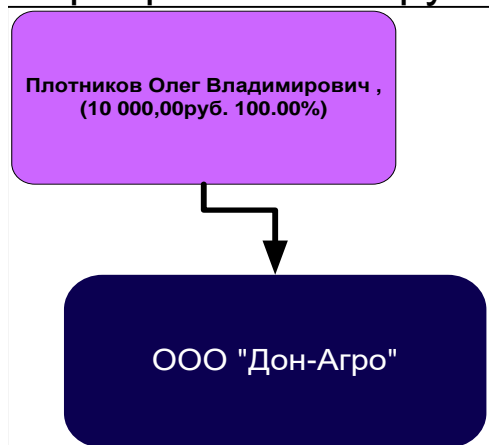 Плотников Олег Владимирович ,
(10 000,00руб. 100.00%)
ООО "Дон-Агро"